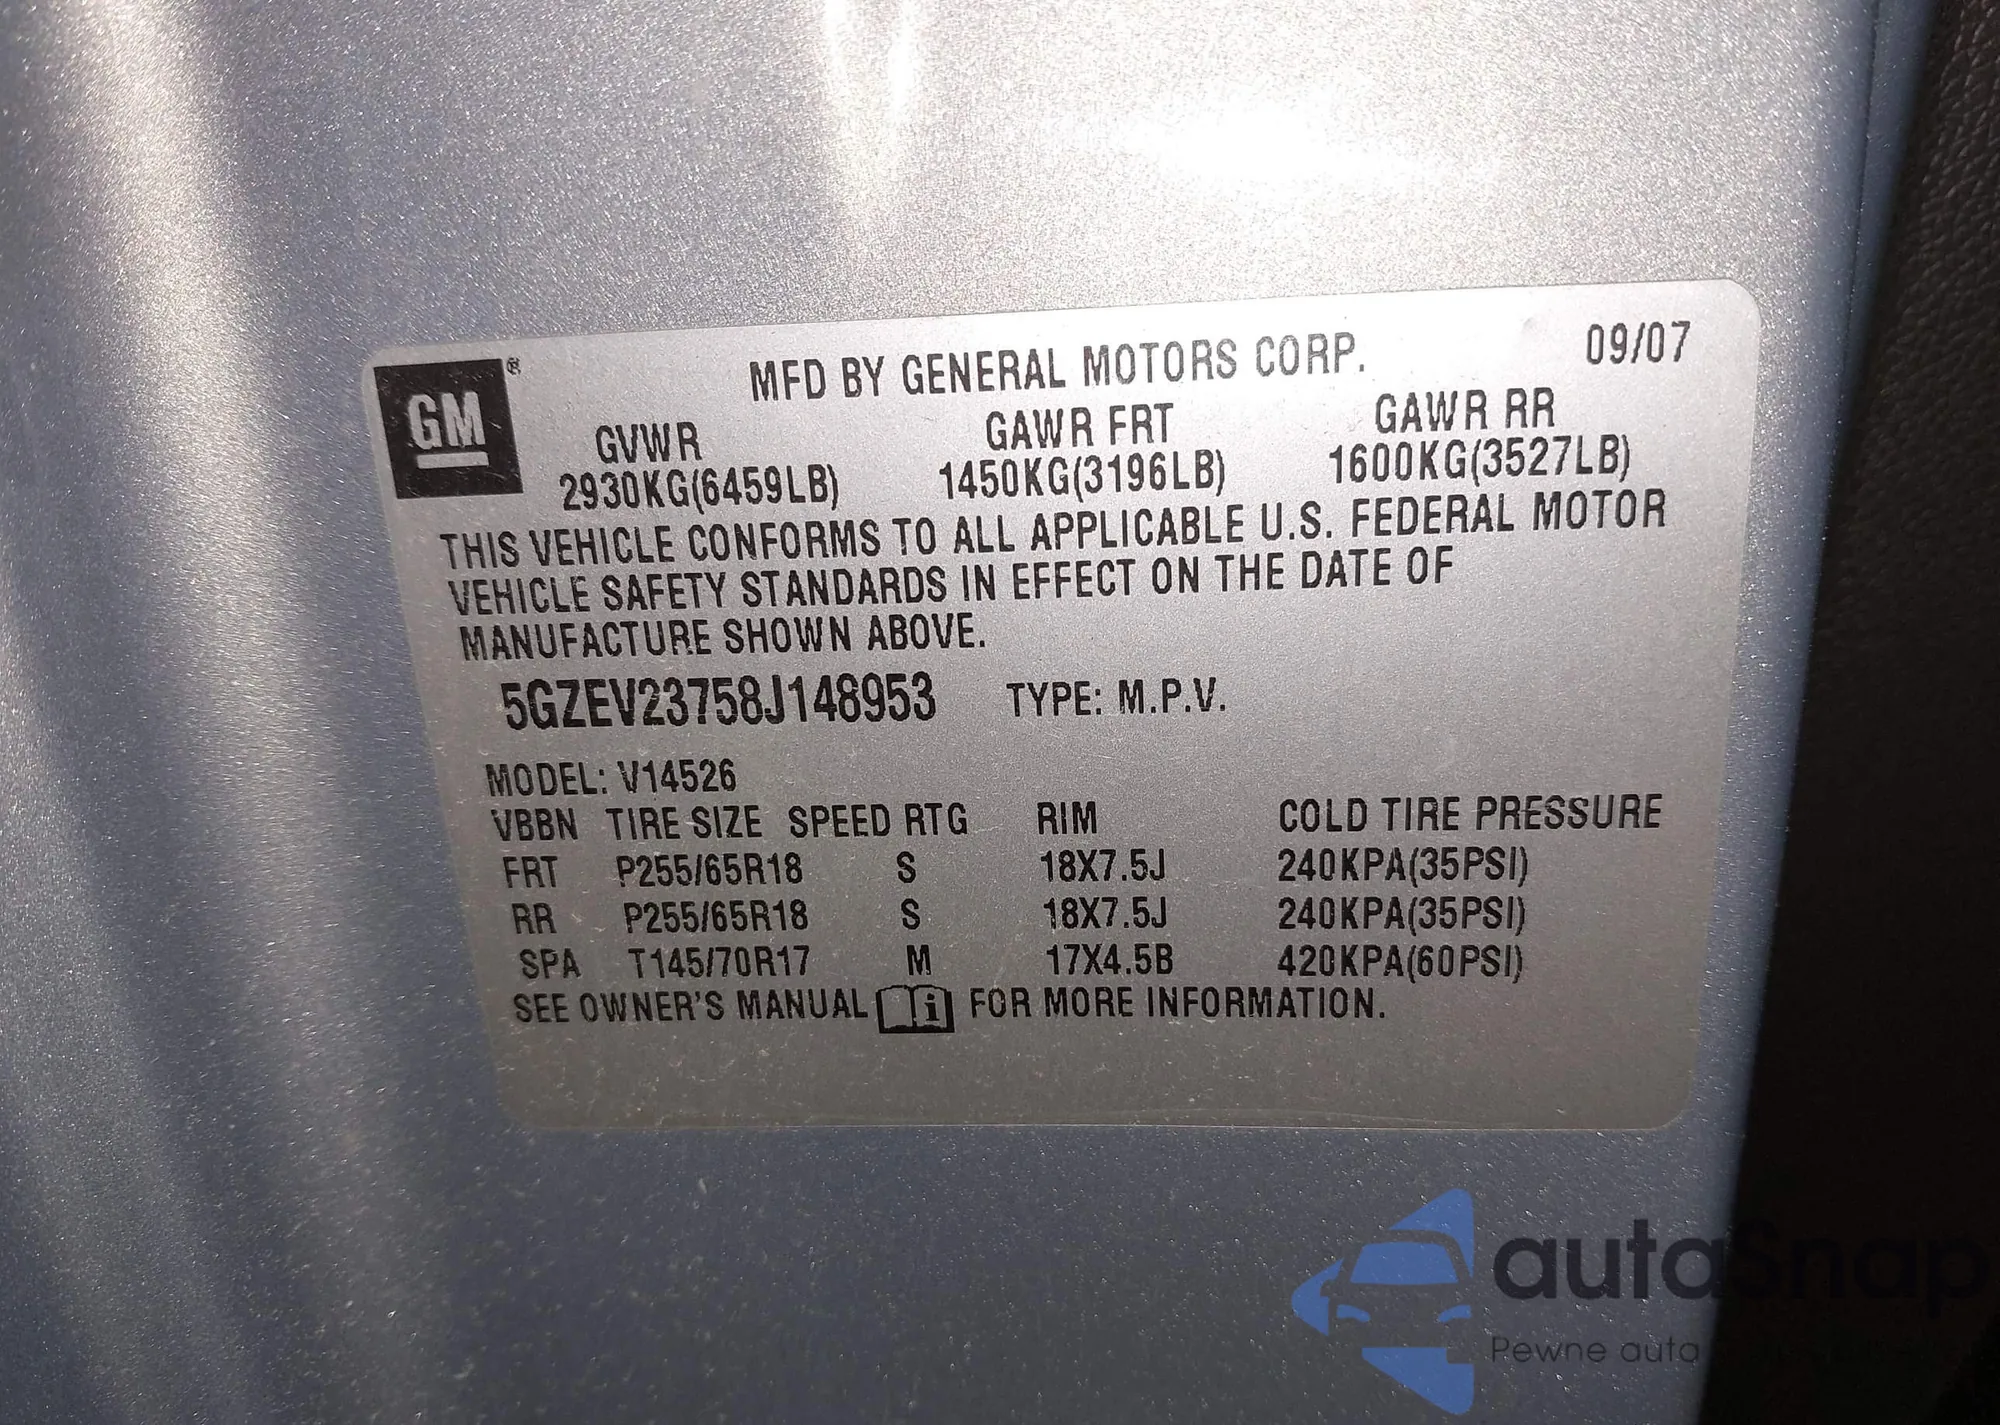 GM®
MFD BY GENERAL MOTORS CORP. 09/07
GVWR GAWR FRT GAWR RR
2930KG(6459LB) 1450KG(3196LB) 1600KG(3527LB)
THIS VEHICLE CONFORMS TO ALL APPLICABLE U.S. FEDERAL MOTOR
VEHICLE SAFETY STANDARDS IN EFFECT ON THE DATE OF
MANUFACTURE SHOWN ABOVE.
5GZEV23758J148953 TYPE: M.P.V.
MODEL: V14526
VBBN TIRE SIZE SPEED RTG RIM COLD TIRE PRESSURE
FRT P255/65R18 S 18X7.5J 240KPA(35PSI)
RR P255/65R18 S 18X7.5J 240KPA(35PSI)
SPA T145/70R17 M 17X4.5B 420KPA(60PSI)
SEE OWNER'S MANUAL i FOR MORE INFORMATION.
autaSnap
Pewne auta